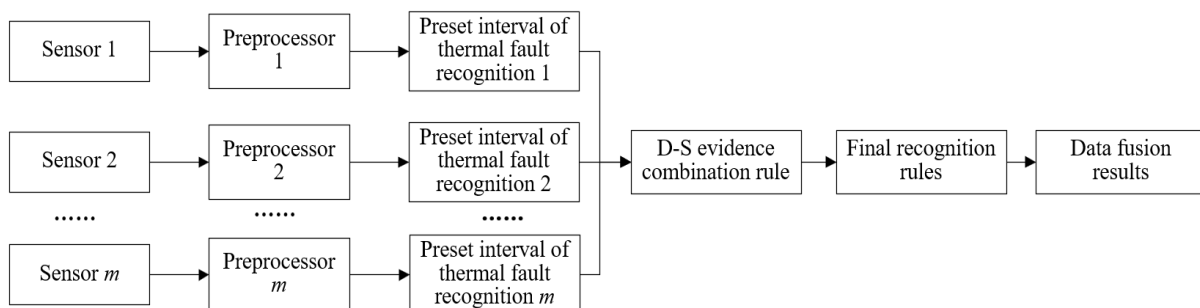 Sensor 1
Preprocessor
1
Preset interval of
thermal fault
recognition 1
Sensor 2
Preprocessor
2
Preset interval of
thermal fault
recognition 2
D-S evidence
combination rule
Final recognition
rules
Data fusion
results
......
......
......
Sensor m
Preprocessor
m
Preset interval of
thermal fault
recognition m